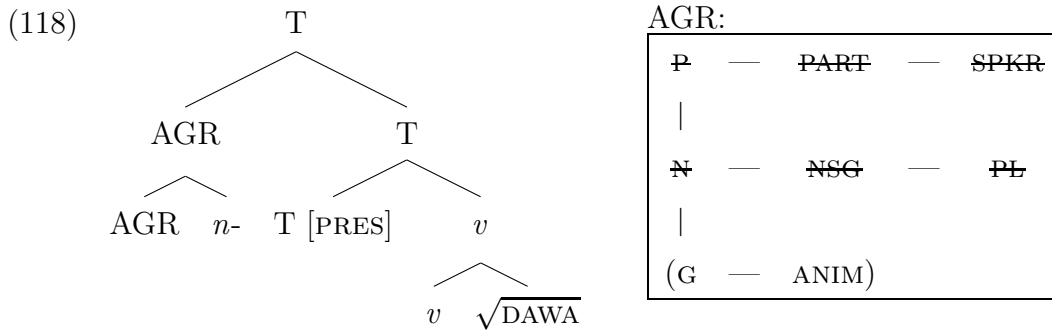 (118) T AGR:
P — PART — SPKR
AGR T |
N — NSG — PL
AGR n- T [PRES] v |
(G — ANIM)
v √DAWA